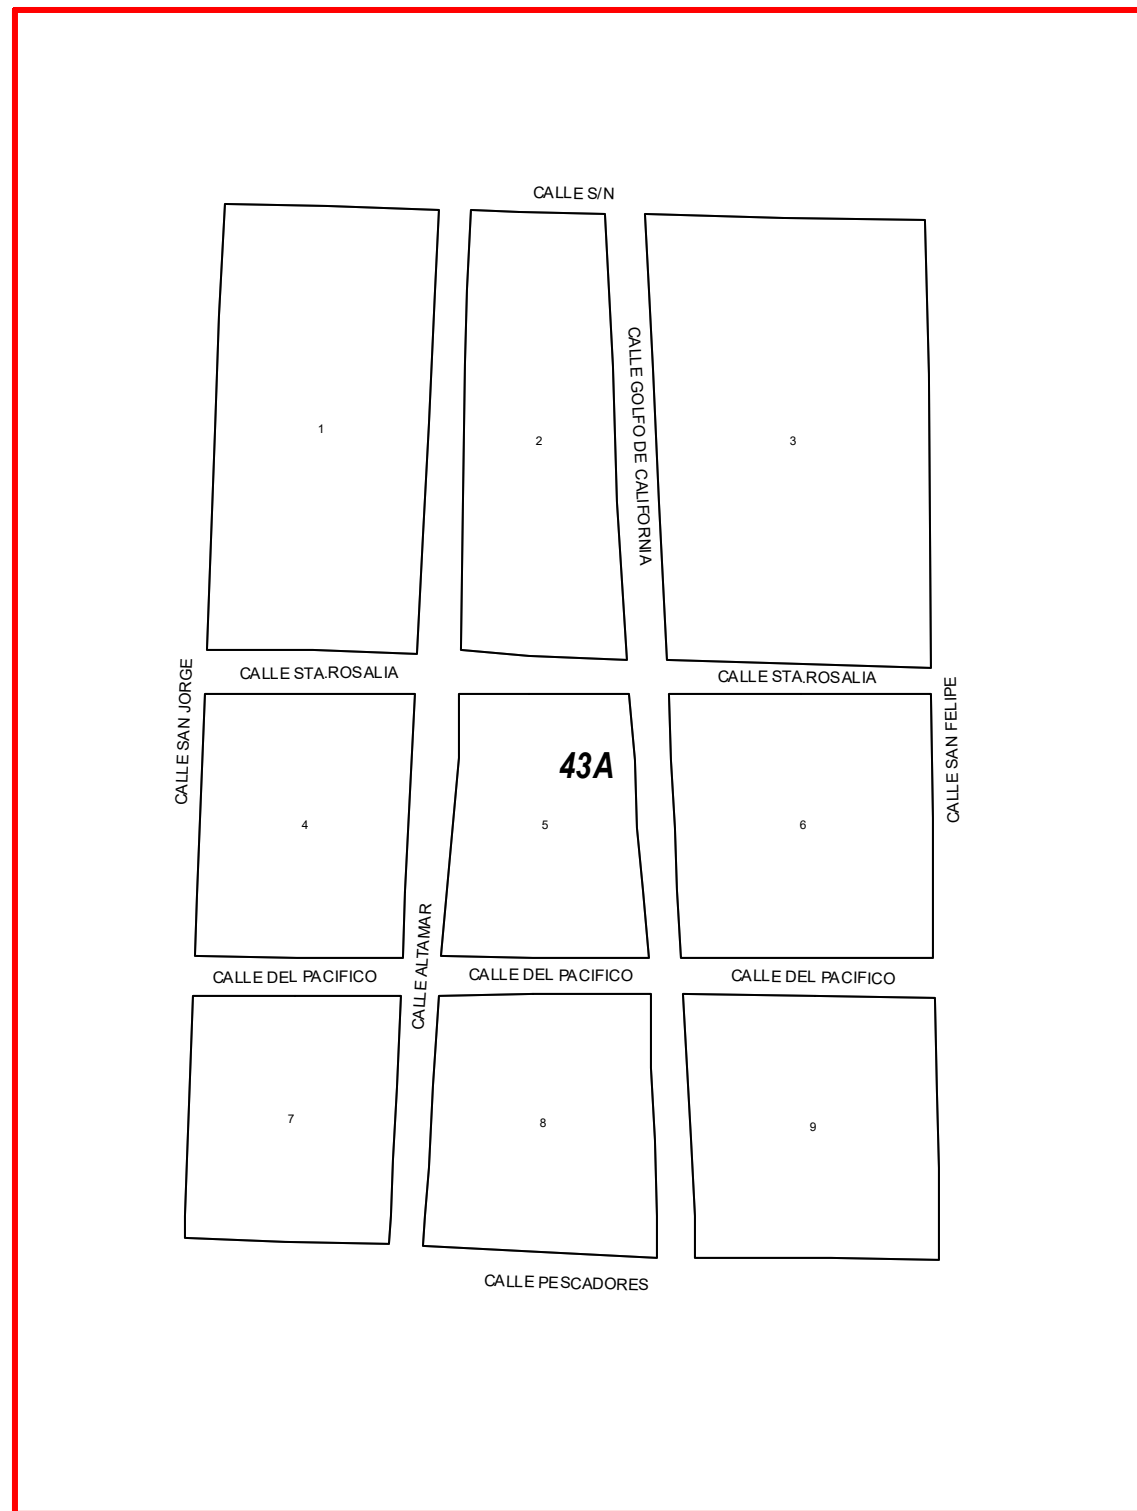 CALLE S/N
CALLE GOLFO DE CALIFORNIA
1
2
3
CALLE SAN JORGE
CALLE STA.ROSALIA
CALLE STA.ROSALIA
CALLE SAN FELIPE
43A
4
5
6
CALLE ALTAMAR
CALLE DEL PACIFICO
CALLE DEL PACIFICO
CALLE DEL PACIFICO
7
8
9
CALLE PESCADORES